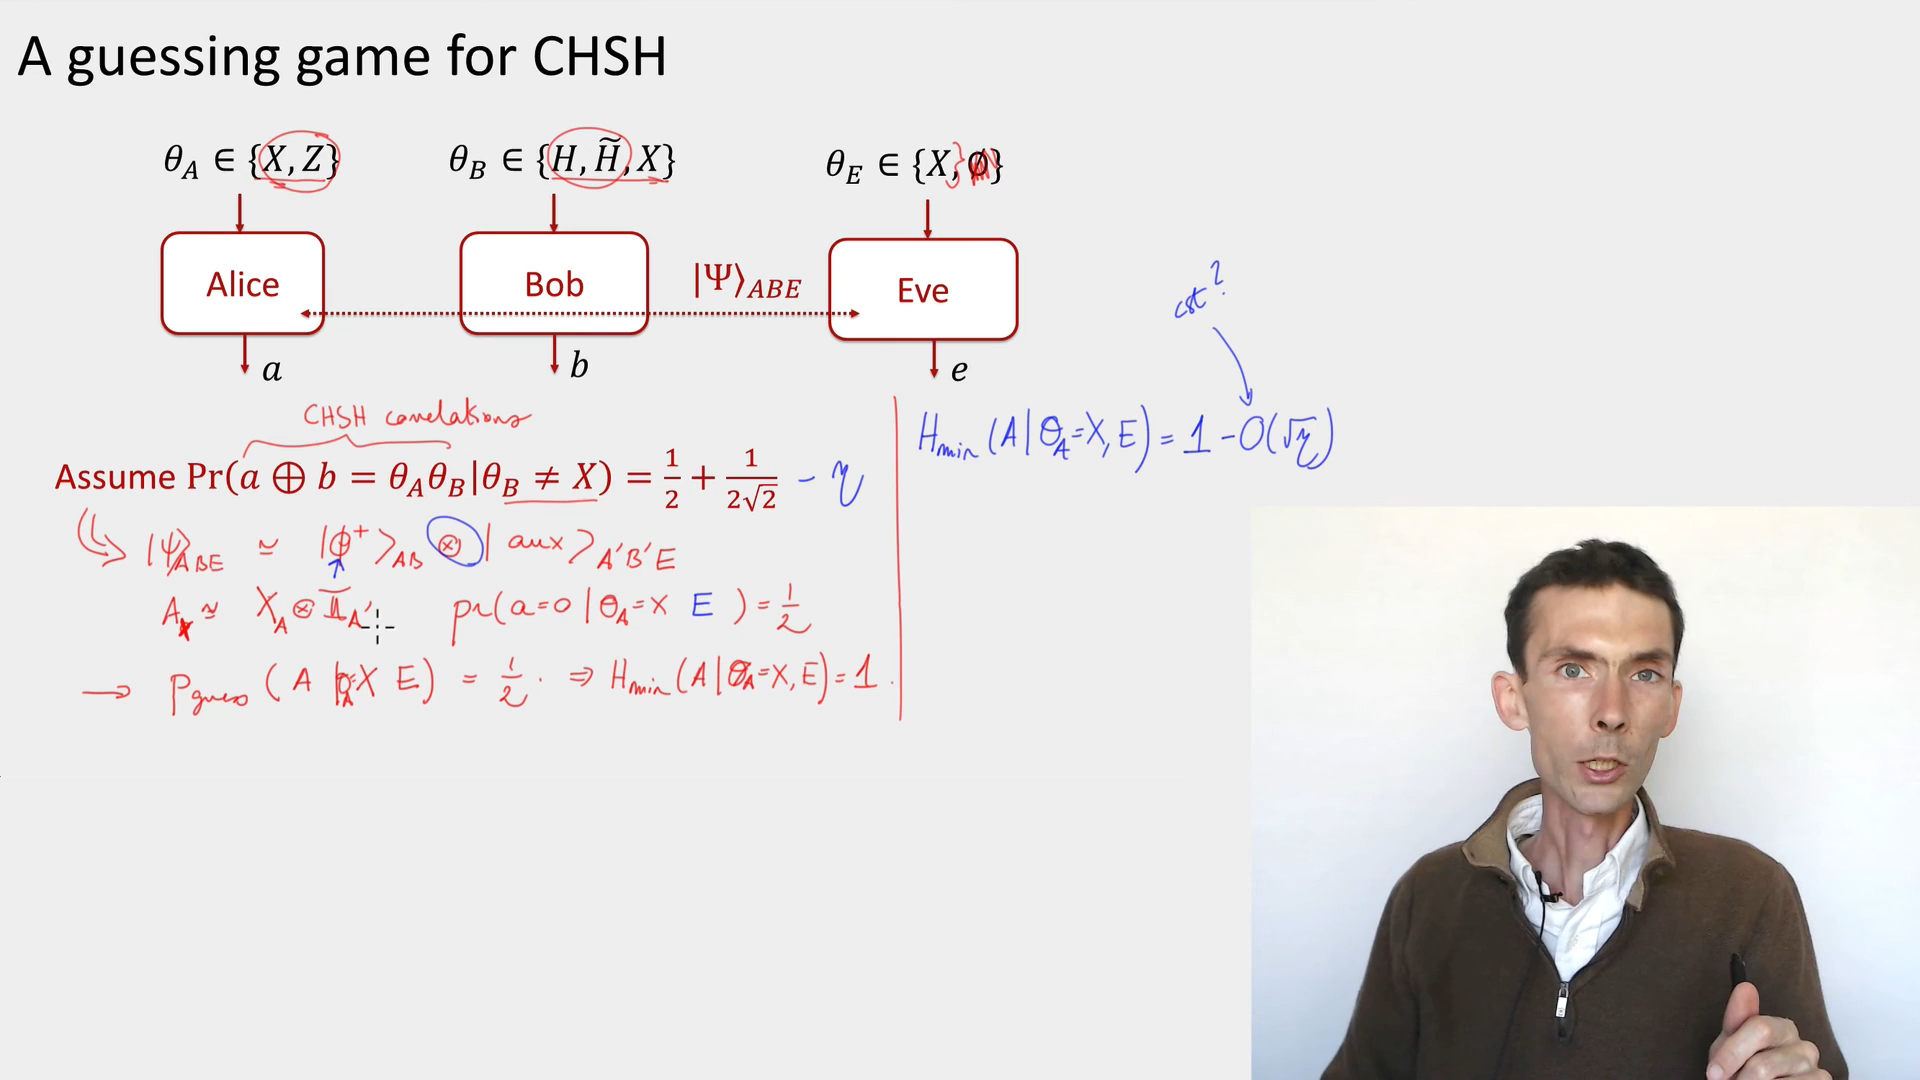 A guessing game for CHSH
θ_A ∈ {X, Z}
θ_B ∈ {H, H̃, X}
θ_E ∈ {X}, ∅}
Alice
Bob
|Ψ⟩_ABE
Eve
a
b
e
cst?
CHSH correlations
H_min (A | θ_A=X, E) = 1 - O(√η)
Assume Pr(a ⊕ b = θ_A θ_B | θ_B ≠ X) = 1/2 + 1/(2√2) - η
|ψ⟩_ABE ≃ |ϕ⁺⟩_AB ⊗ | aux⟩_A'B'E
A_X ≃ X_A ⊗ 𝟙_A' pr(a=0 | θ_A=X E) = 1/2
→ P_guess (A | θ_A=X E) = 1/2 . ⇒ H_min (A | θ_A=X, E) = 1 .